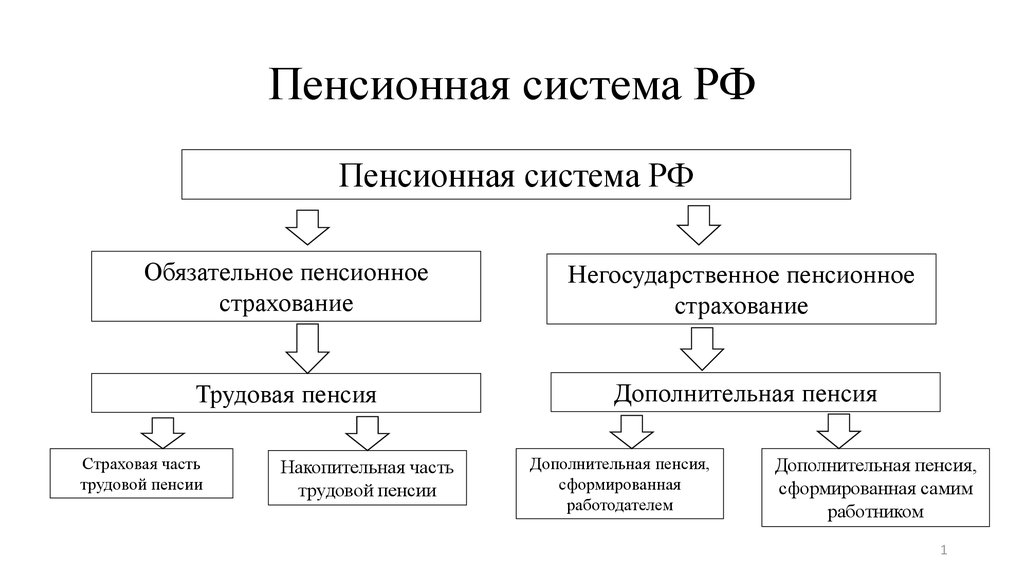 Пенсионная система РФ
Пенсионная система РФ
Обязательное пенсионное
страхование
Негосударственное пенсионное
страхование
Трудовая пенсия
Дополнительная пенсия
Страховая часть
трудовой пенсии
Накопительная часть
трудовой пенсии
Дополнительная пенсия,
сформированная
работодателем
Дополнительная пенсия,
сформированная самим
работником
1